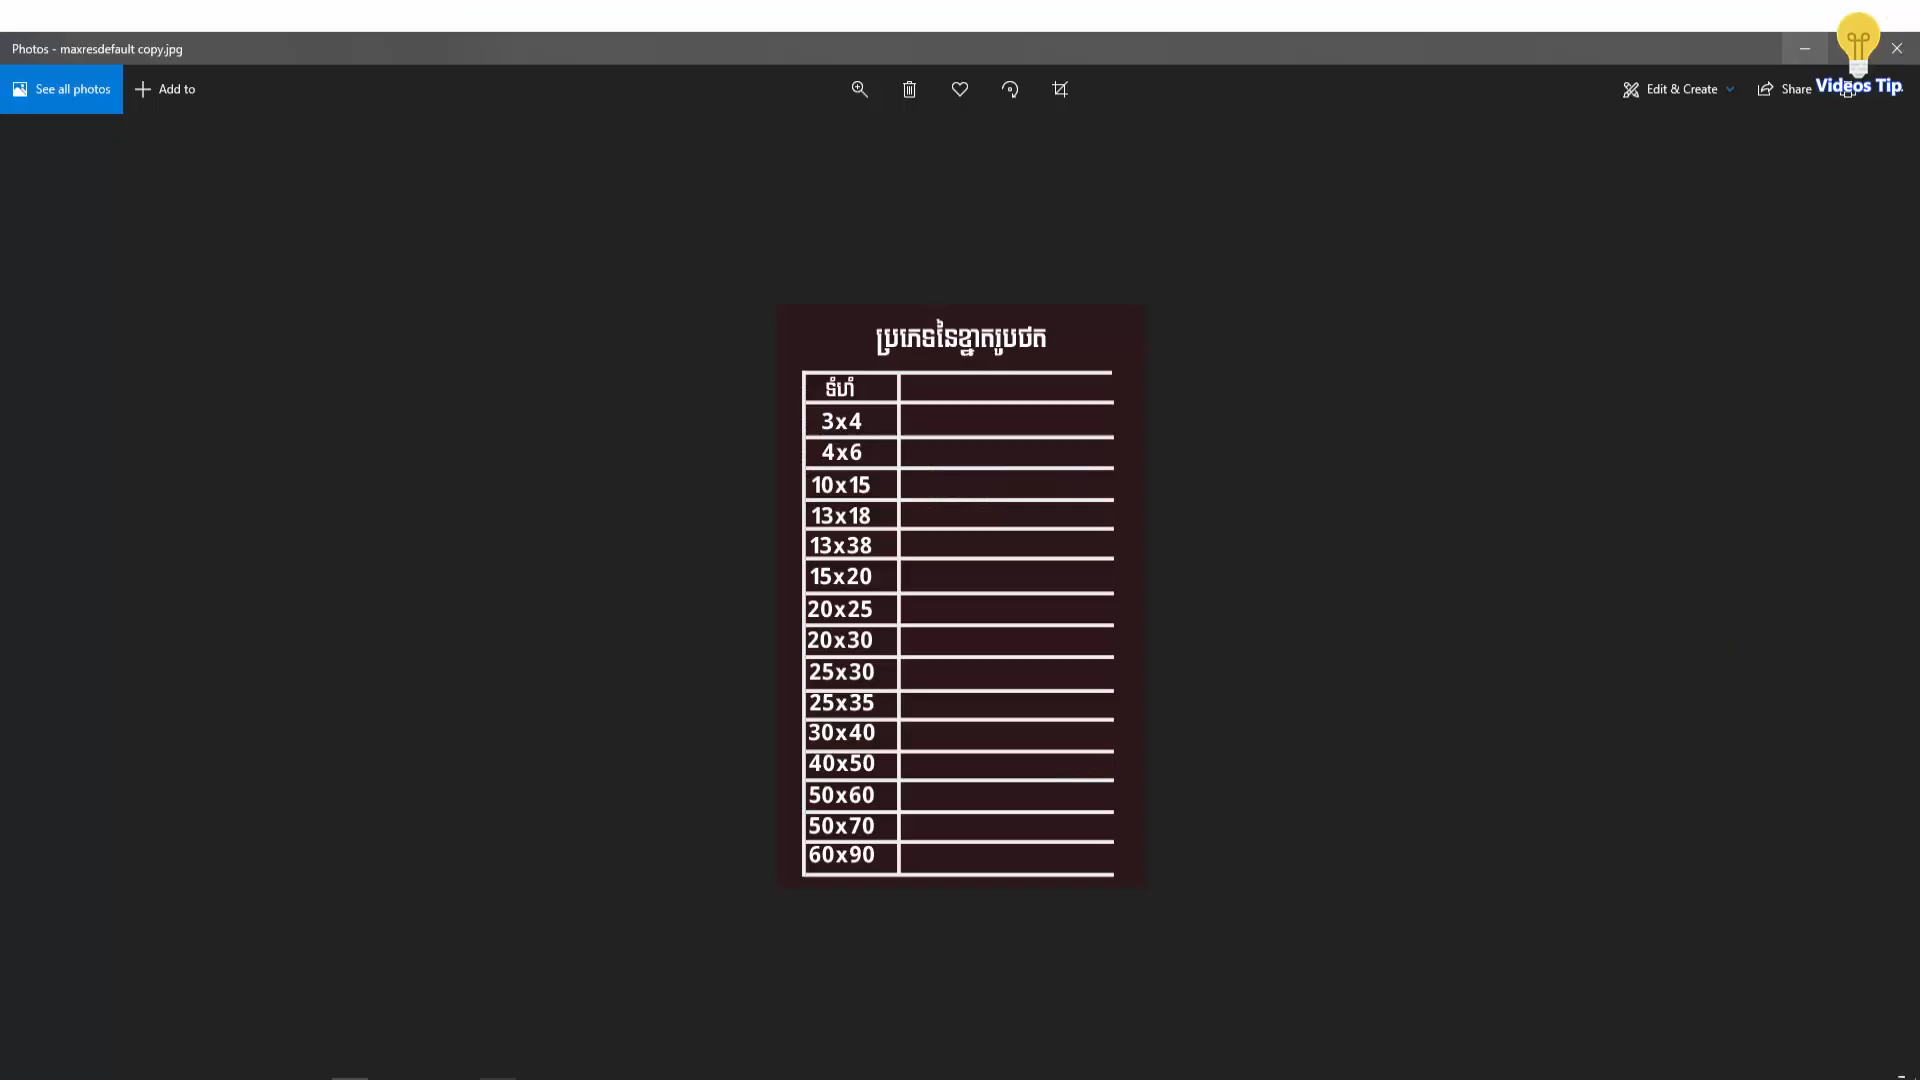 Photos - maxresdefault copy.jpg
See all photos
Add to
Edit & Create
Share
Videos Tip
ប្រភេទនៃខ្នាតរូបថត
ទំហំ
3x4
4x6
10x15
13x18
13x38
15x20
20x25
20x30
25x30
25x35
30x40
40x50
50x60
50x70
60x90